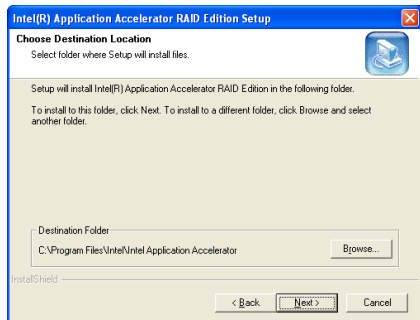 Intel(R) Application Accelerator RAID Edition Setup
Choose Destination Location
Select folder where Setup will install files.
Setup will install Intel(R) Application Accelerator RAID Edition in the following folder.
To install to this folder, click Next. To install to a different folder, click Browse and select
another folder.
Destination Folder
C:\Program Files\Intel\Intel Application Accelerator
Browse...
InstallShield
< Back
Next >
Cancel